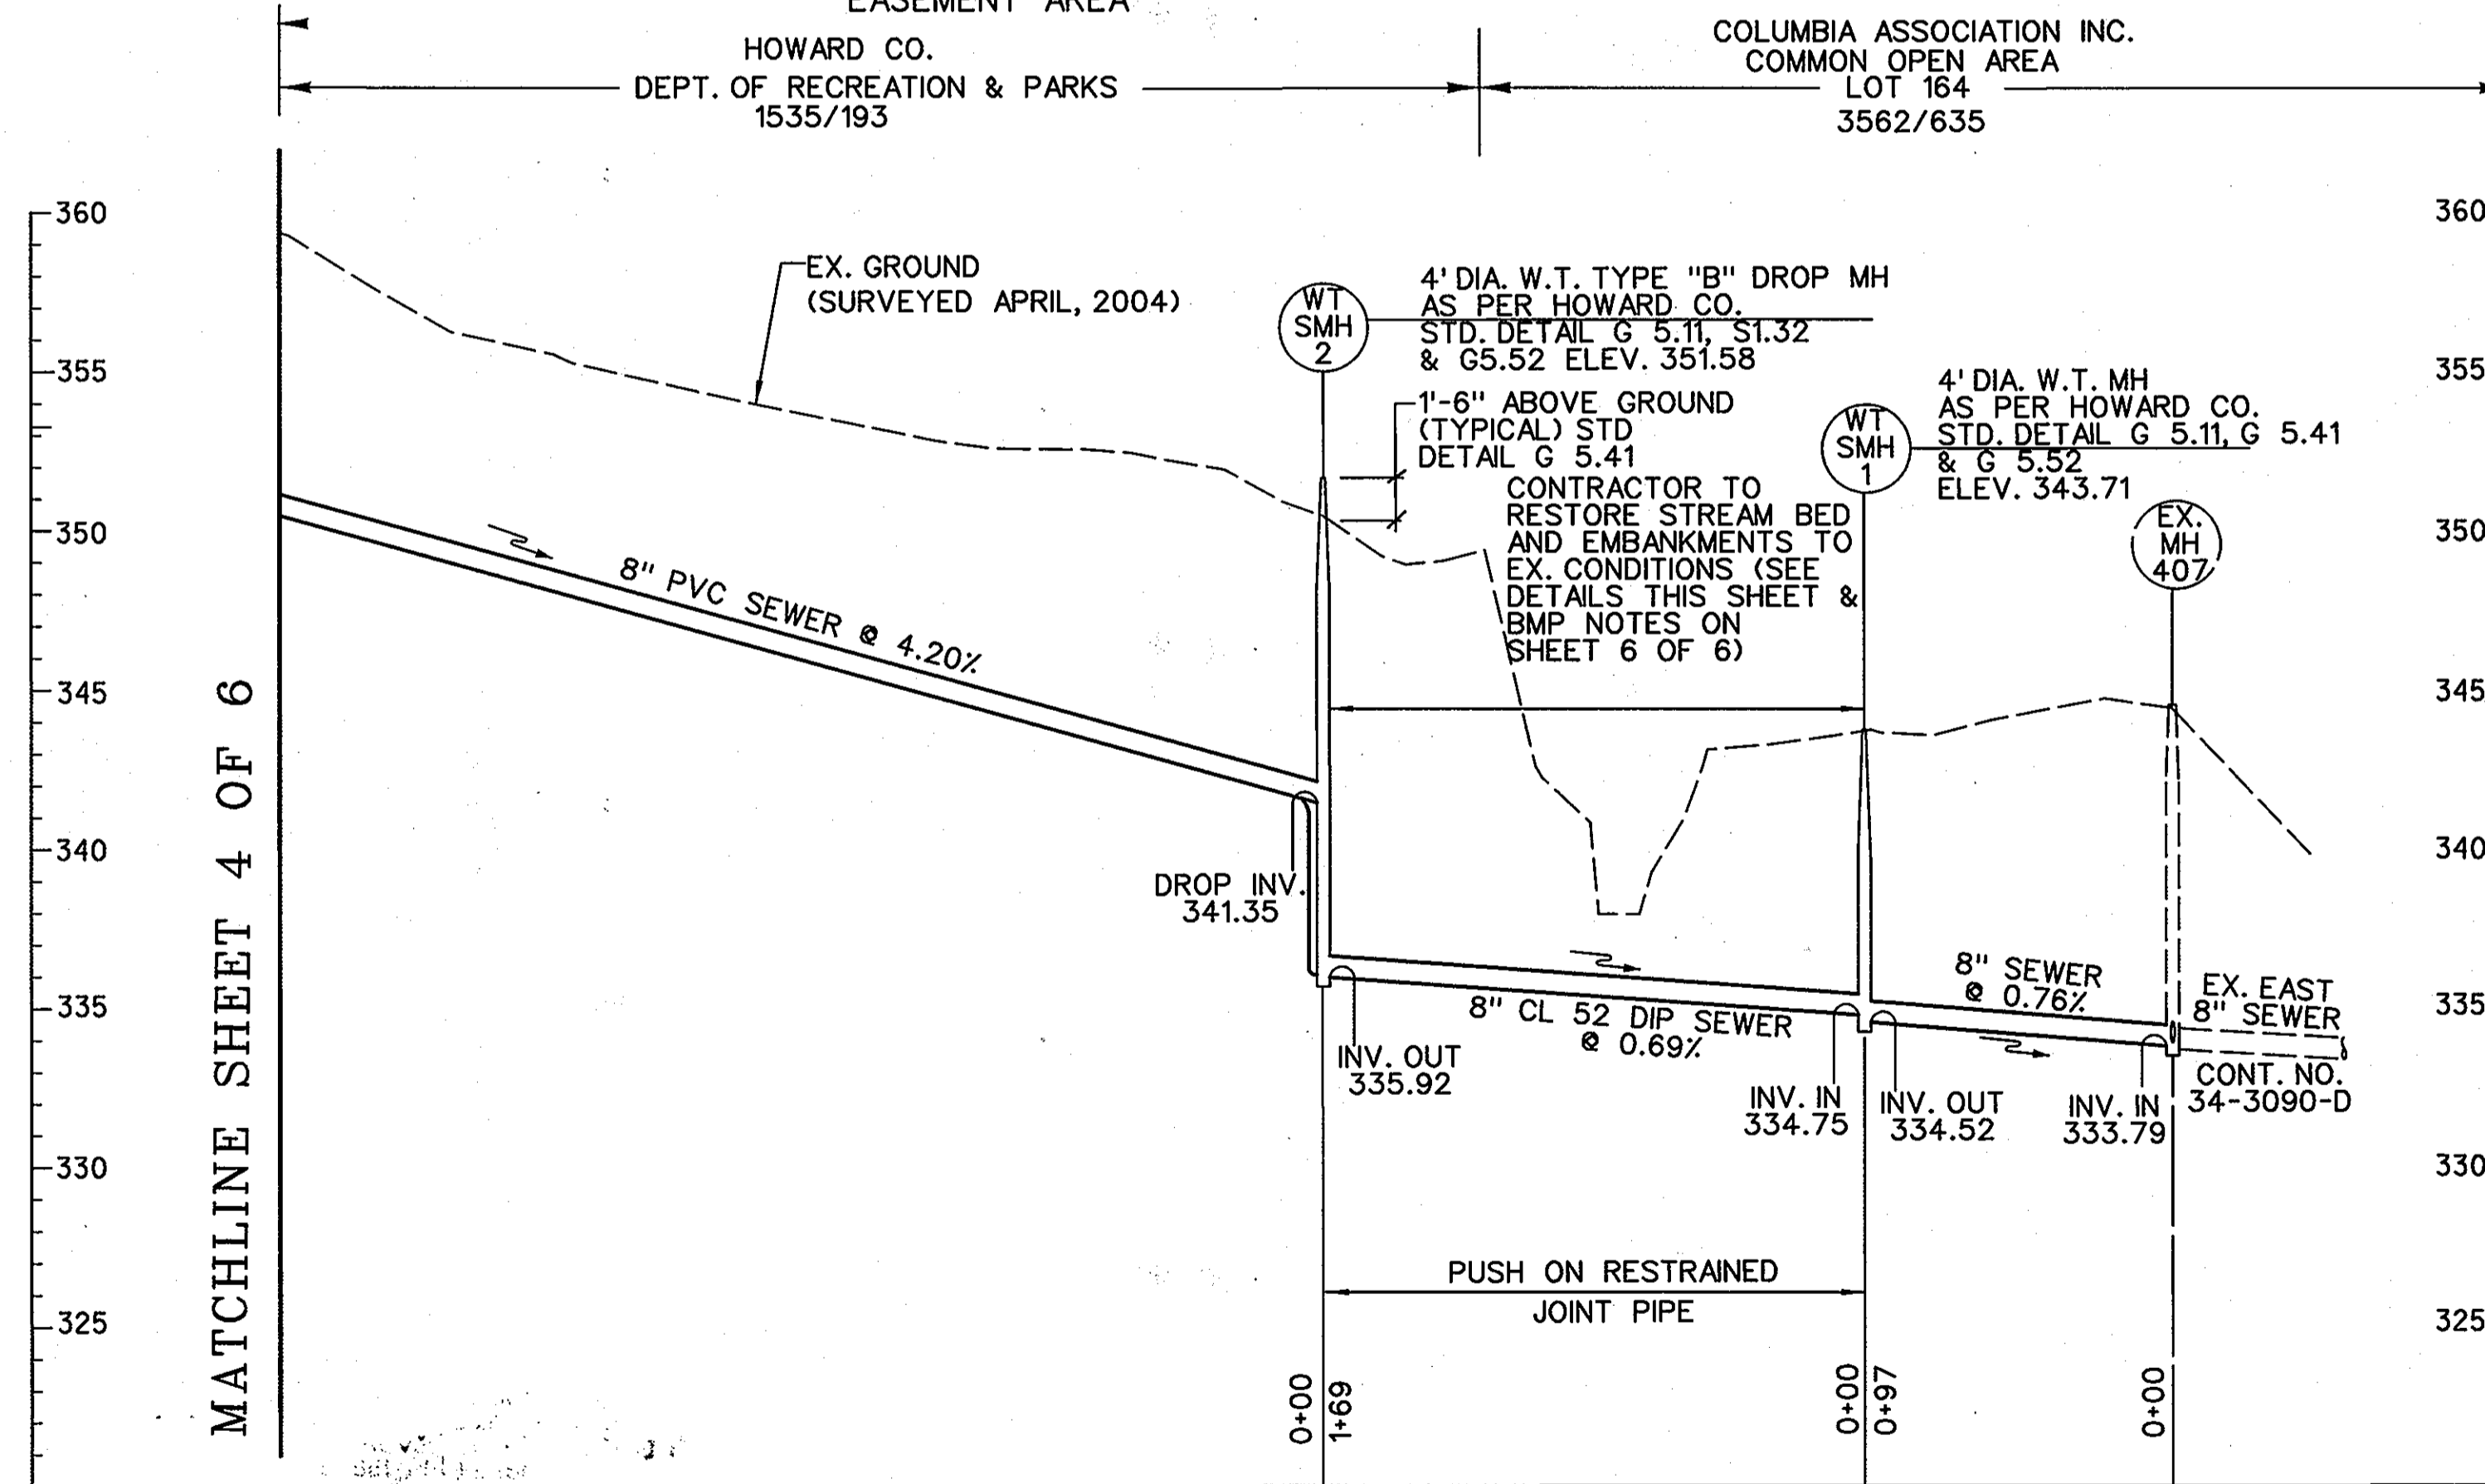 EASEMENT AREA
HOWARD CO.
DEPT. OF RECREATION & PARKS
1535/193
COLUMBIA ASSOCIATION INC.
COMMON OPEN AREA
LOT 164
3562/635
360
355
350
345
340
335
330
325
MATCHLINE SHEET 4 OF 6
EX. GROUND
(SURVEYED APRIL, 2004)
8" PVC SEWER @ 4.20%
WT
SMH
2
4' DIA. W.T. TYPE "B" DROP MH
AS PER HOWARD CO.
STD. DETAIL G 5.11, S1.32
& G5.52 ELEV. 351.58
1'-6" ABOVE GROUND
(TYPICAL) STD
DETAIL G 5.41
CONTRACTOR TO
RESTORE STREAM BED
AND EMBANKMENTS TO
EX. CONDITIONS (SEE
DETAILS THIS SHEET &
BMP NOTES ON
SHEET 6 OF 6)
WT
SMH
1
4' DIA. W.T. MH
AS PER HOWARD CO.
STD. DETAIL G 5.11, G 5.41
& G 5.52
ELEV. 343.71
EX.
MH
407
DROP INV.
341.35
INV. OUT
335.92
8" CL 52 DIP SEWER
@ 0.69%
INV. IN
334.75
INV. OUT
334.52
8" SEWER
@ 0.76%
INV. IN
333.79
EX. EAST
8" SEWER
CONT. NO.
34-3090-D
PUSH ON RESTRAINED
JOINT PIPE
0+00
1+69
0+00
0+97
0+00
360
355
350
345
340
335
330
325